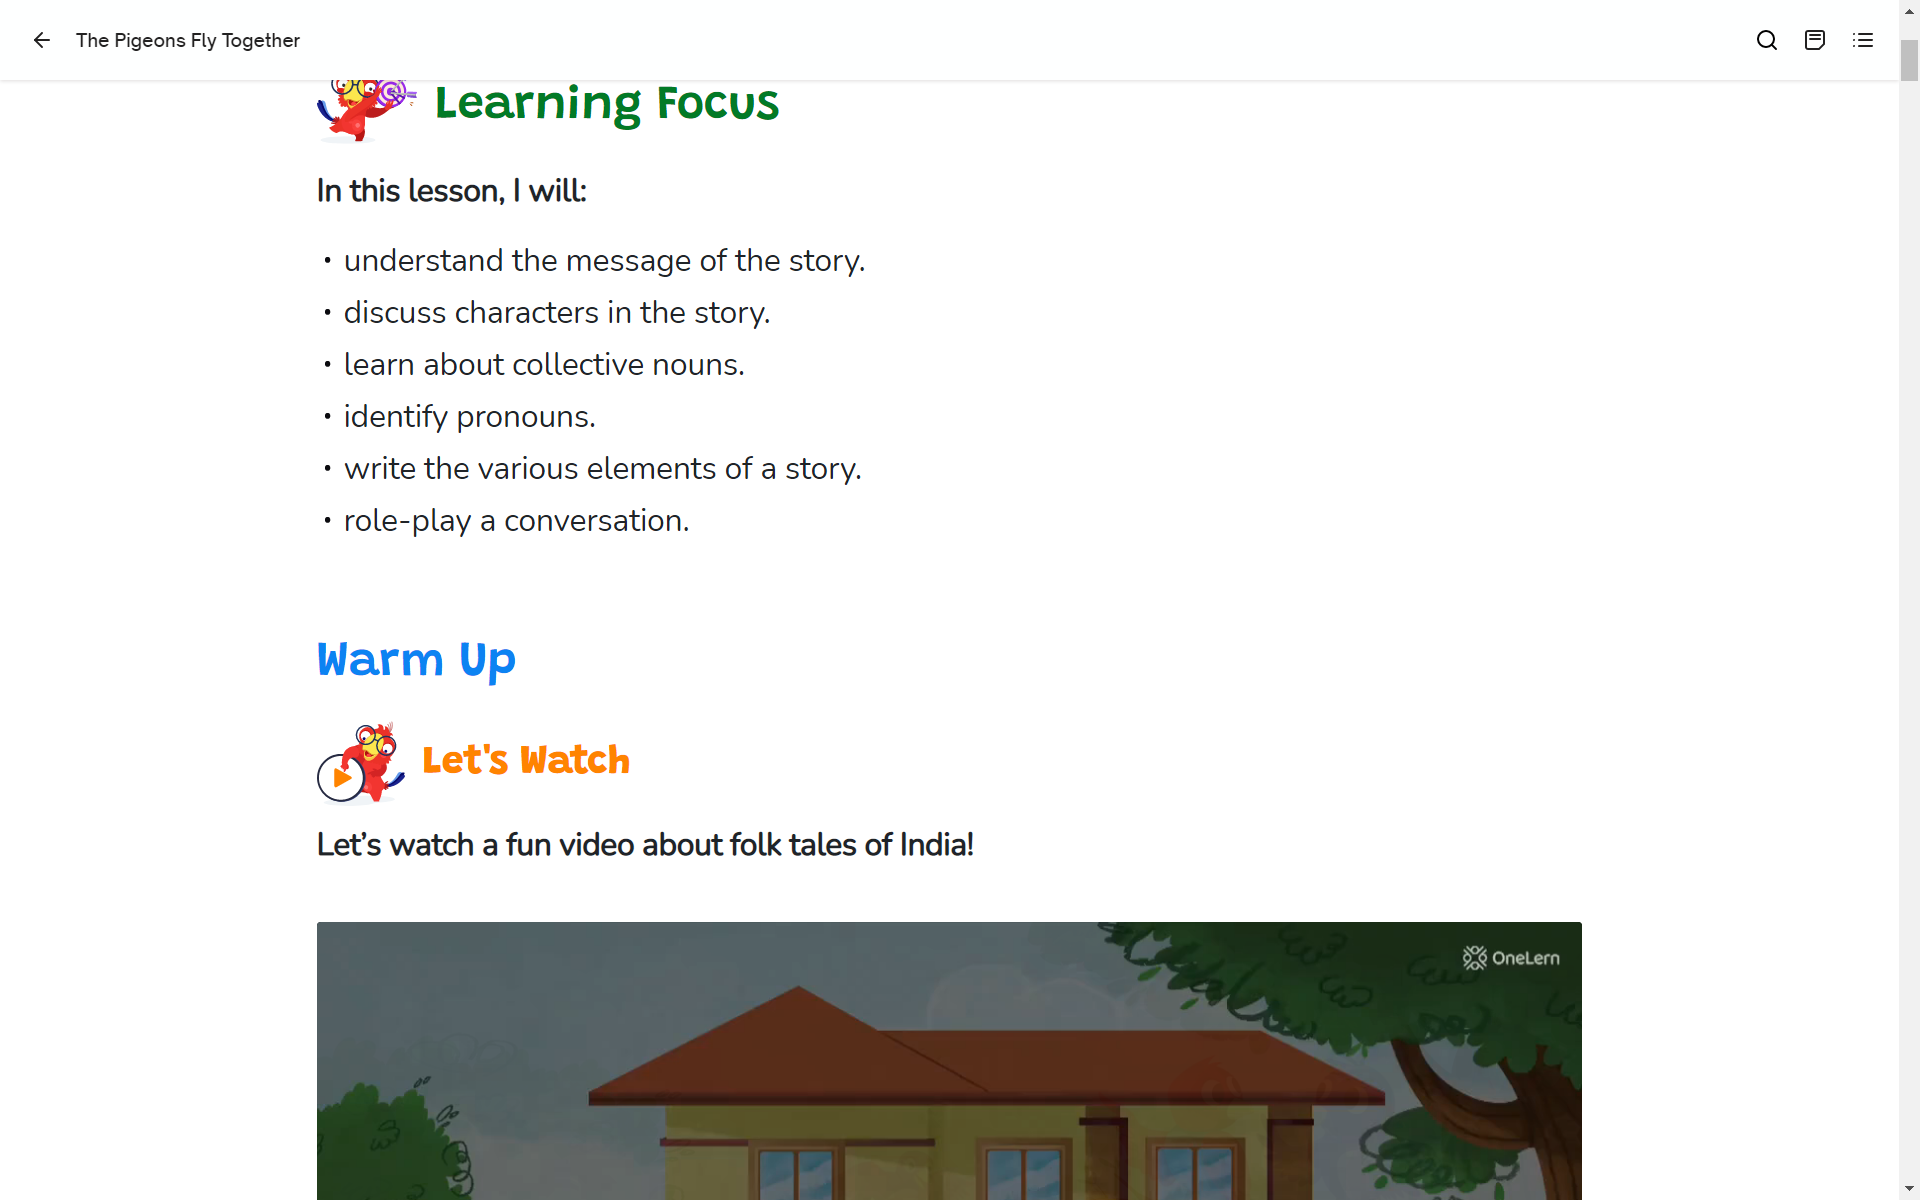 The Pigeons Fly Together
Learning Focus
In this lesson, I will:
• understand the message of the story.
• discuss characters in the story.
• learn about collective nouns.
• identify pronouns.
• write the various elements of a story.
• role-play a conversation.
Warm Up
Let's Watch
Let’s watch a fun video about folk tales of India!
OneLern